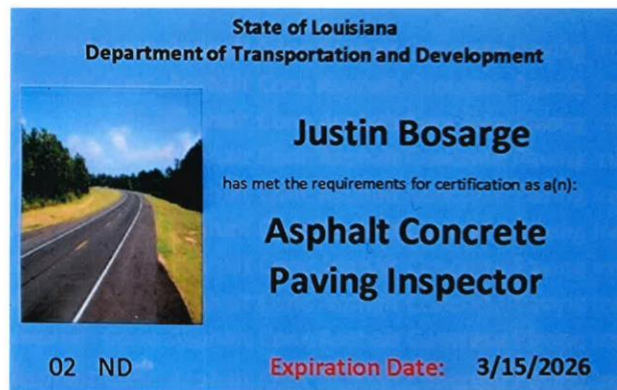 State of Louisiana
Department of Transportation and Development
Justin Bosarge
has met the requirements for certification as a(n):
Asphalt Concrete
Paving Inspector
02 ND
Expiration Date: 3/15/2026